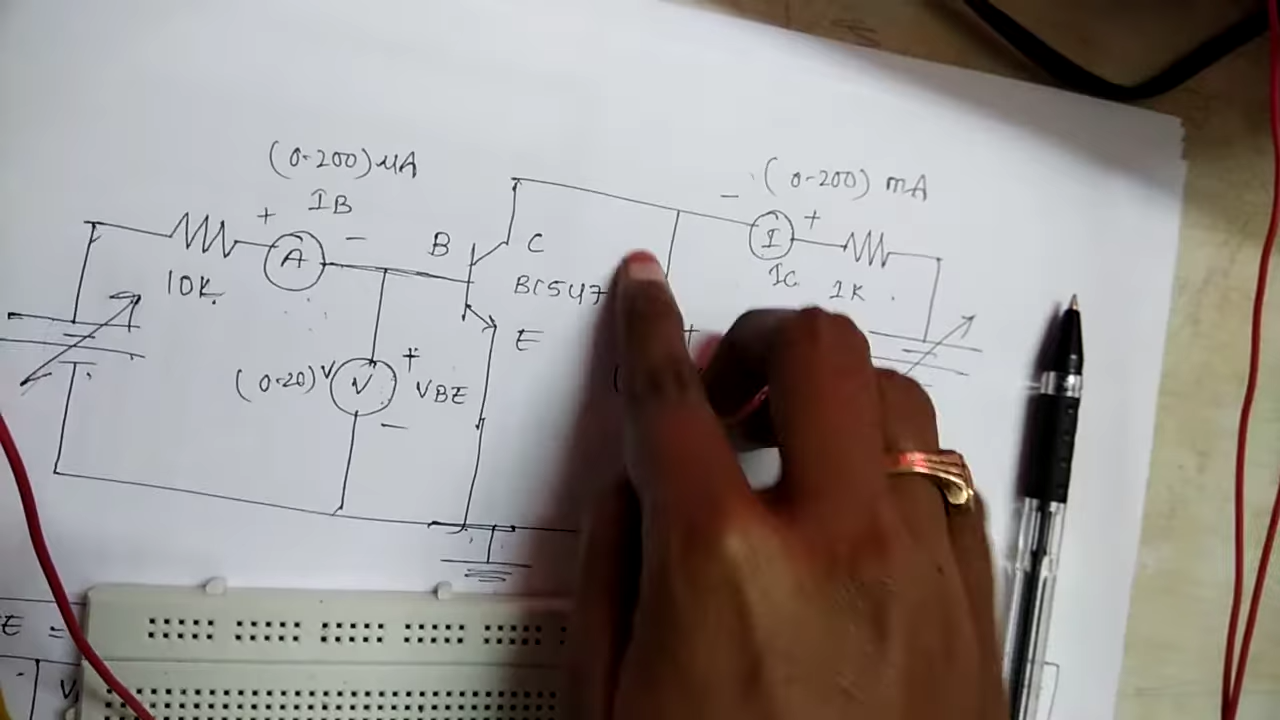 (0-200) µA
IB
+
-
A
10K
B
C
BC547
E
(0-20)V
V
+
VBE
-
(0-200) mA
-
+
I
IC
1K
+
(
E =
V